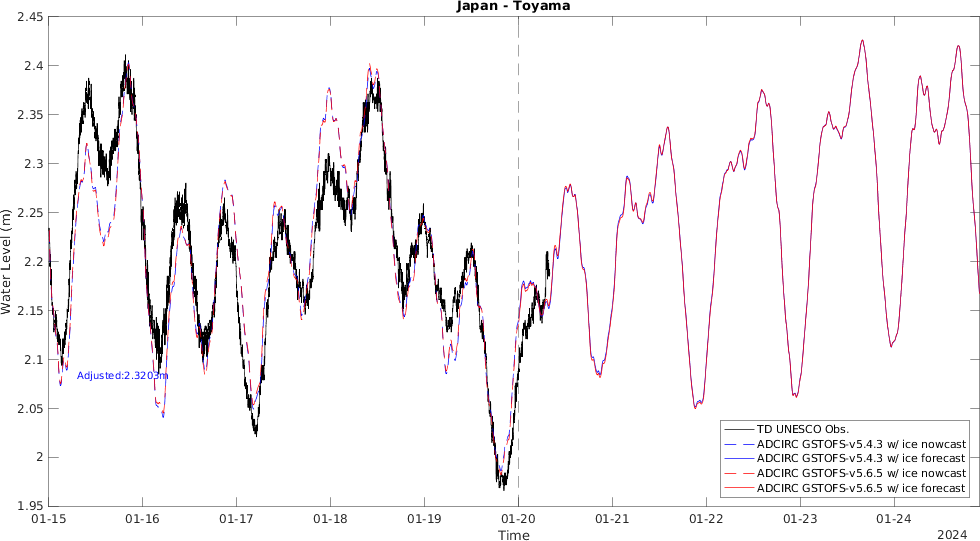 Japan - Toyama
2.45
2.4
2.35
2.3
2.25
2.2
2.15
2.1
2.05
2
1.95
Water Level (m)
Adjusted:2.3203m
TD UNESCO Obs.
ADCIRC GSTOFS-v5.4.3 w/ ice nowcast
ADCIRC GSTOFS-v5.4.3 w/ ice forecast
ADCIRC GSTOFS-v5.6.5 w/ ice nowcast
ADCIRC GSTOFS-v5.6.5 w/ ice forecast
01-15 01-16 01-17 01-18 01-19 01-20 01-21 01-22 01-23 01-24
Time
2024